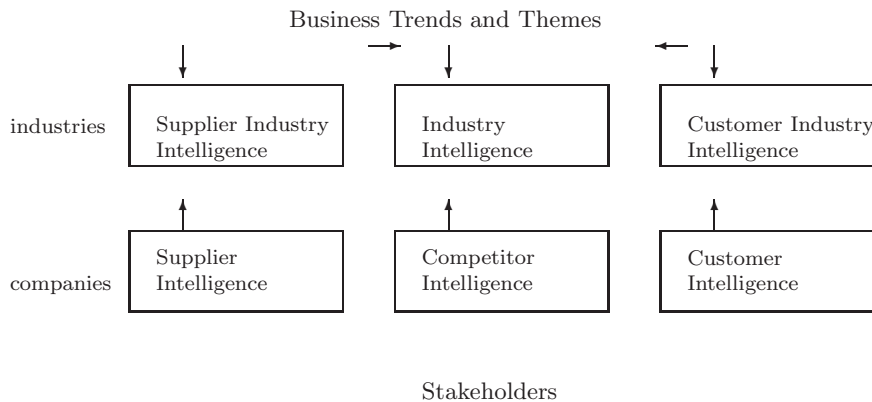 Business Trends and Themes
industries
Supplier Industry
Intelligence
Industry
Intelligence
Customer Industry
Intelligence
companies
Supplier
Intelligence
Competitor
Intelligence
Customer
Intelligence
Stakeholders